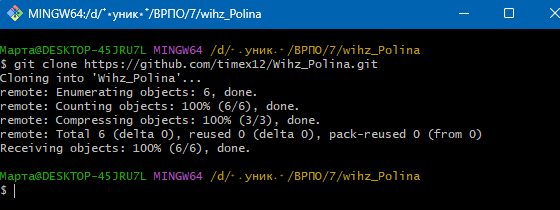 MINGW64:/d/˚⋆уник⋆˚/ВРПО/7/wihz_Polina
Марта@DESKTOP-45JRU7L MINGW64 /d/˚⋆уник⋆˚/ВРПО/7/wihz_Polina
$ git clone https://github.com/timex12/Wihz_Polina.git
Cloning into 'Wihz_Polina'...
remote: Enumerating objects: 6, done.
remote: Counting objects: 100% (6/6), done.
remote: Compressing objects: 100% (3/3), done.
remote: Total 6 (delta 0), reused 0 (delta 0), pack-reused 0 (from 0)
Receiving objects: 100% (6/6), done.
Марта@DESKTOP-45JRU7L MINGW64 /d/˚⋆уник⋆˚/ВРПО/7/wihz_Polina
$